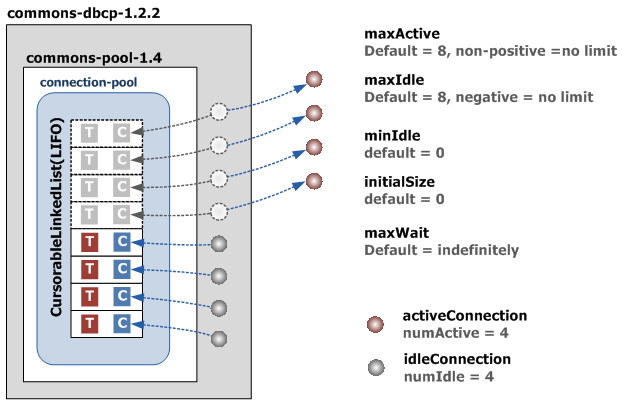 commons-dbcp-1.2.2
commons-pool-1.4
connection-pool
CursorableLinkedList(LIFO)
T C
T C
T C
T C
T C
T C
T C
T C
maxActive
Default = 8, non-positive =no limit
maxIdle
Default = 8, negative = no limit
minIdle
default = 0
initialSize
default = 0
maxWait
Default = indefinitely
activeConnection
numActive = 4
idleConnection
numIdle = 4